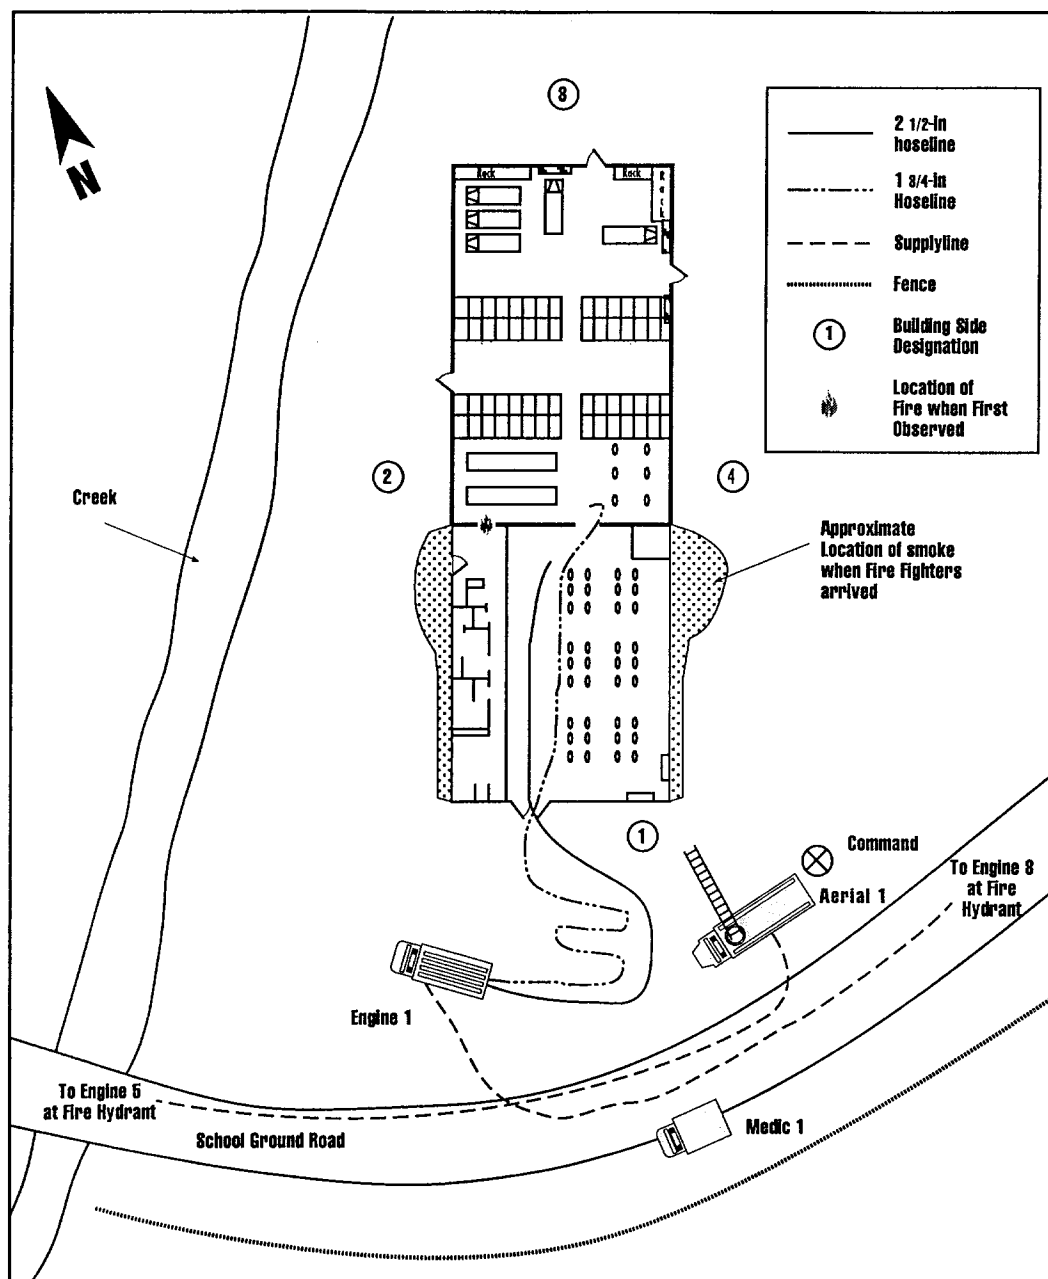 3
N
Rack
Rack
Rack
2 1/2-in
hoseline
1 3/4-in
Hoseline
Supplyline
Fence
1
Building Side
Designation
Location of
Fire when First
Observed
2
4
Creek
Approximate
Location of smoke
when Fire Fighters
arrived
1
Command
Aerial 1
To Engine 3
at Fire
Hydrant
Engine 1
To Engine 5
at Fire Hydrant
School Ground Road
Medic 1